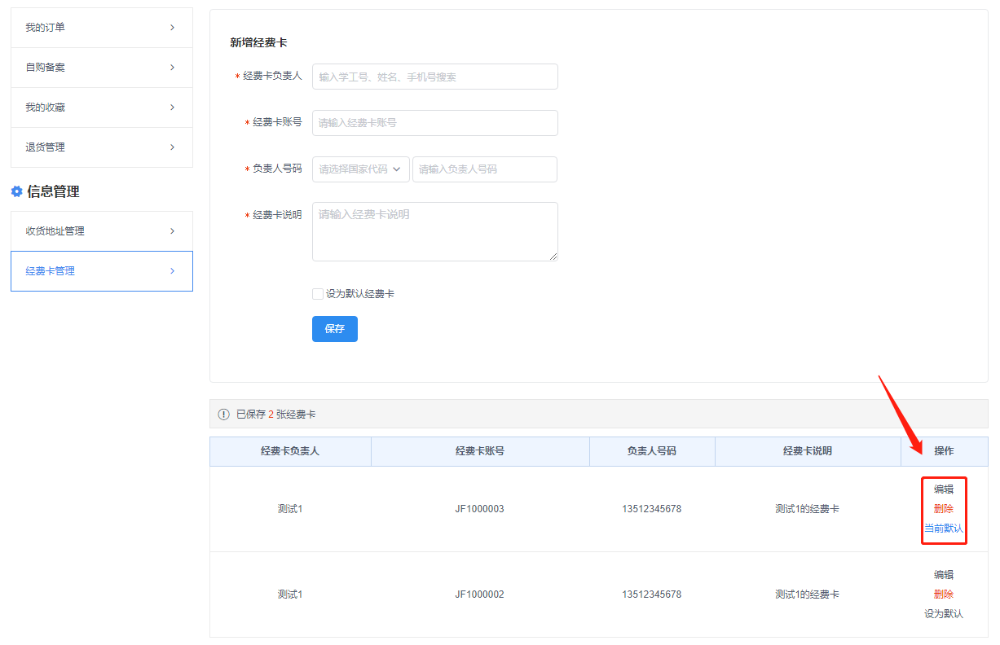 我的订单
自购备案
我的收藏
退货管理
信息管理
收货地址管理
经费卡管理
新增经费卡
* 经费卡负责人 输入学工号、姓名、手机号搜索
* 经费卡账号 请输入经费卡账号
* 负责人号码 请选择国家代码 请输入负责人号码
* 经费卡说明 请输入经费卡说明
设为默认经费卡
保存
已保存 2 张经费卡
经费卡负责人 经费卡账号 负责人号码 经费卡说明 操作
测试1 JF1000003 13512345678 测试1的经费卡
编辑
删除
当前默认
测试1 JF1000002 13512345678 测试1的经费卡
编辑
删除
设为默认